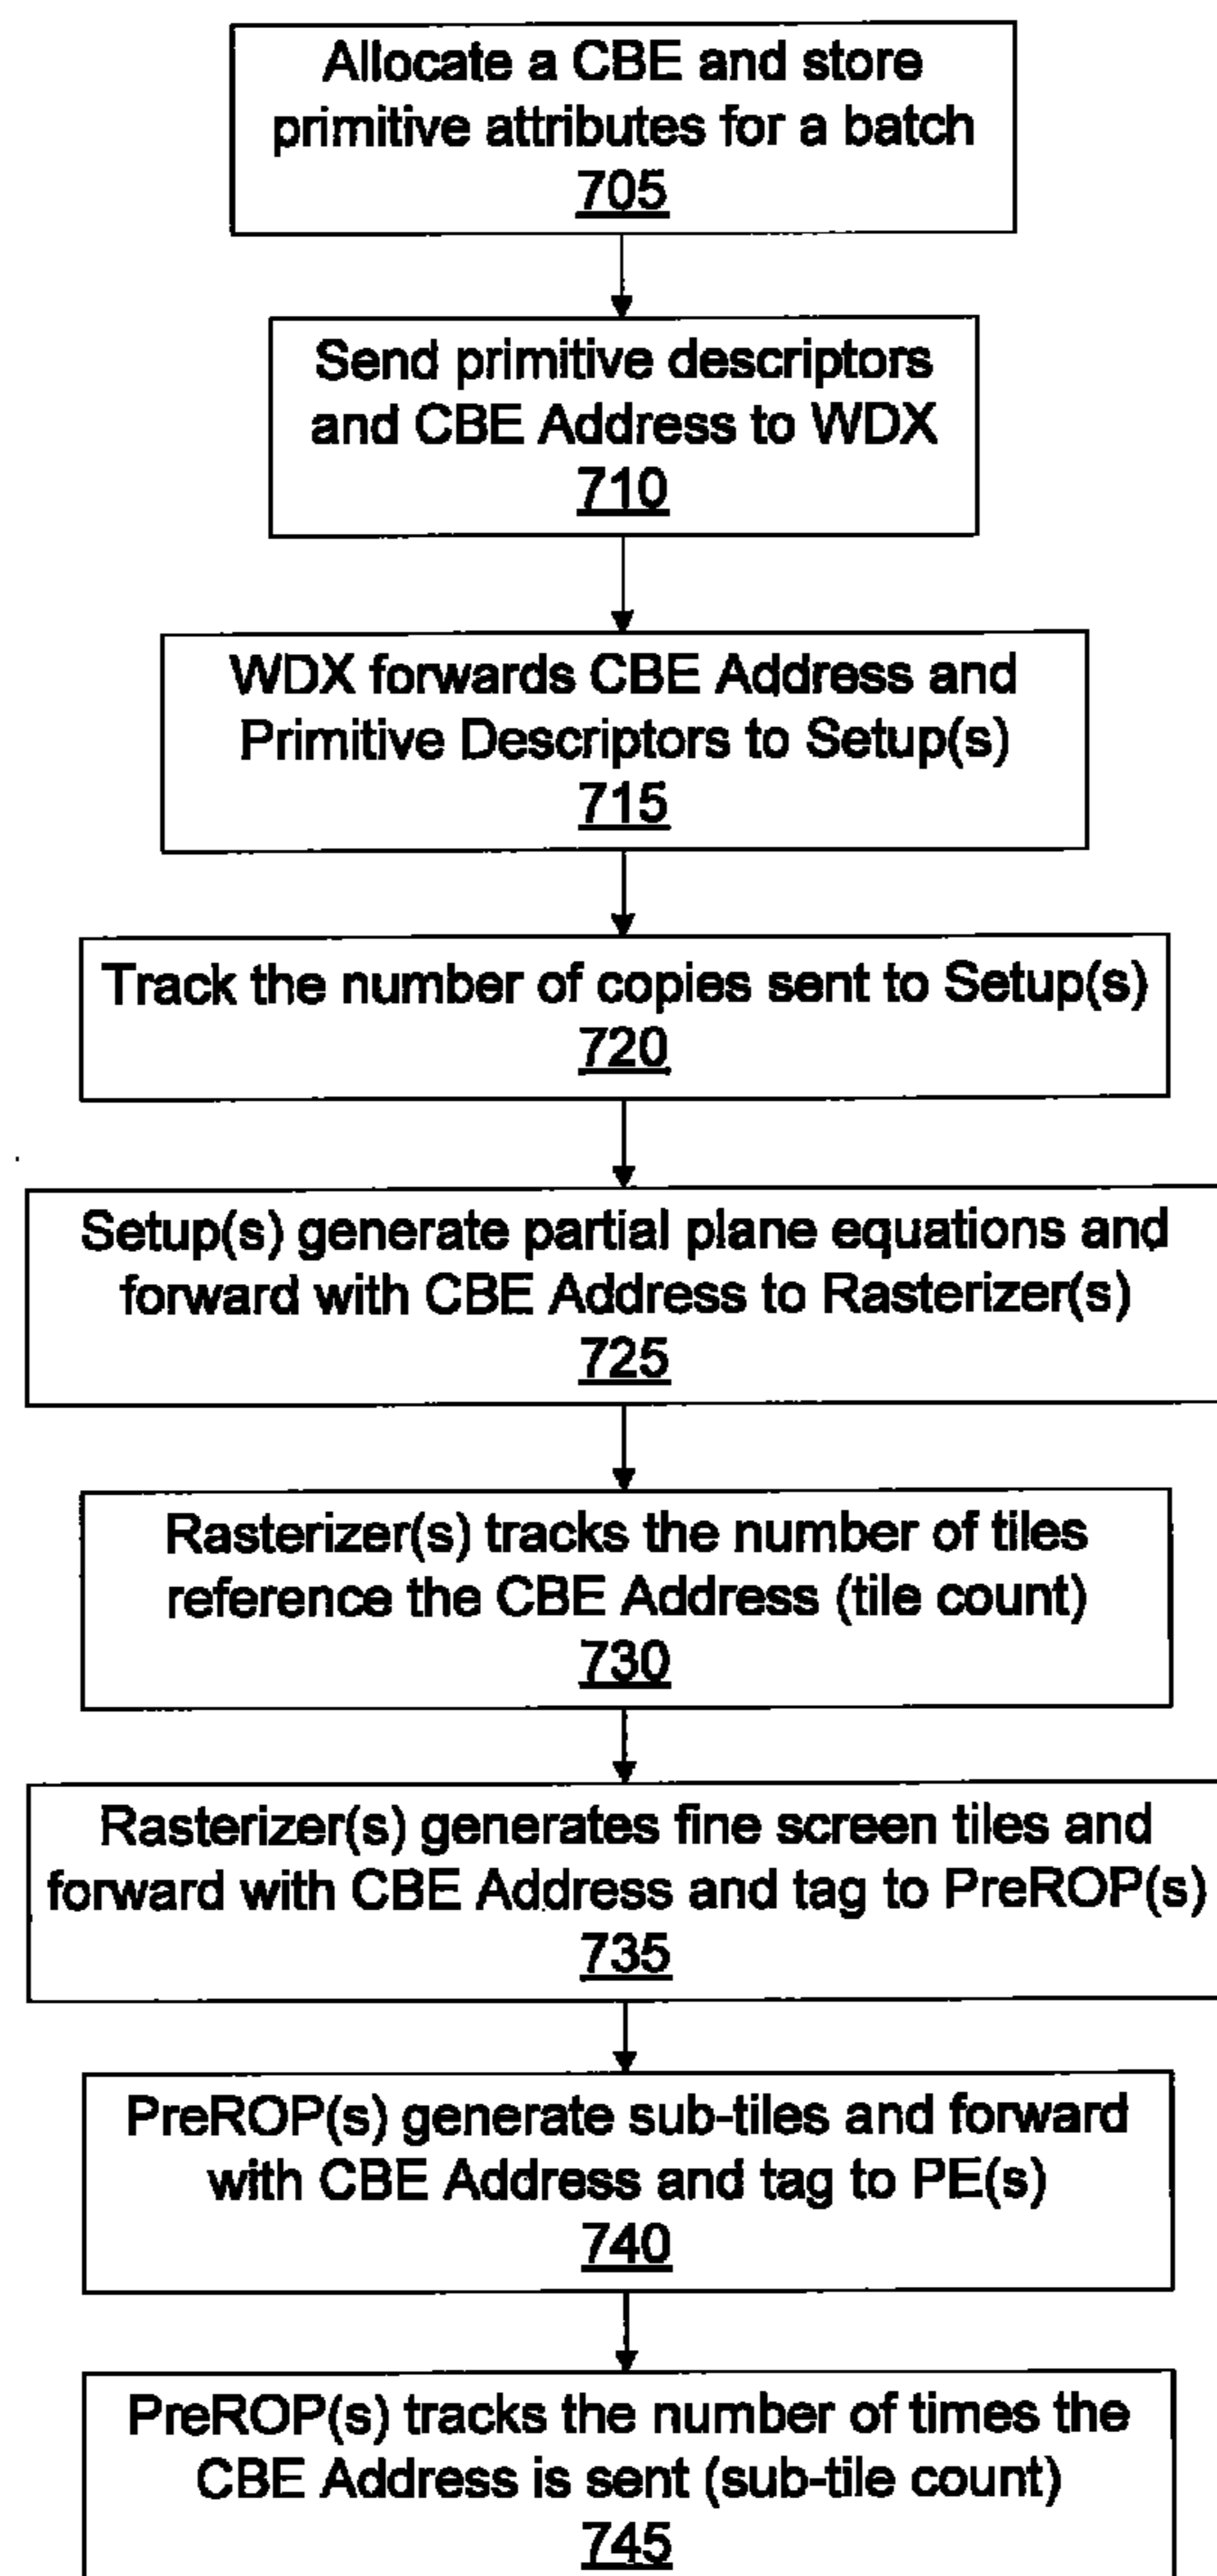 Allocate a CBE and store
primitive attributes for a batch
705
Send primitive descriptors
and CBE Address to WDX
710
WDX forwards CBE Address and
Primitive Descriptors to Setup(s)
715
Track the number of copies sent to Setup(s)
720
Setup(s) generate partial plane equations and
forward with CBE Address to Rasterizer(s)
725
Rasterizer(s) tracks the number of tiles
reference the CBE Address (tile count)
730
Rasterizer(s) generates fine screen tiles and
forward with CBE Address and tag to PreROP(s)
735
PreROP(s) generate sub-tiles and forward
with CBE Address and tag to PE(s)
740
PreROP(s) tracks the number of times the
CBE Address is sent (sub-tile count)
745